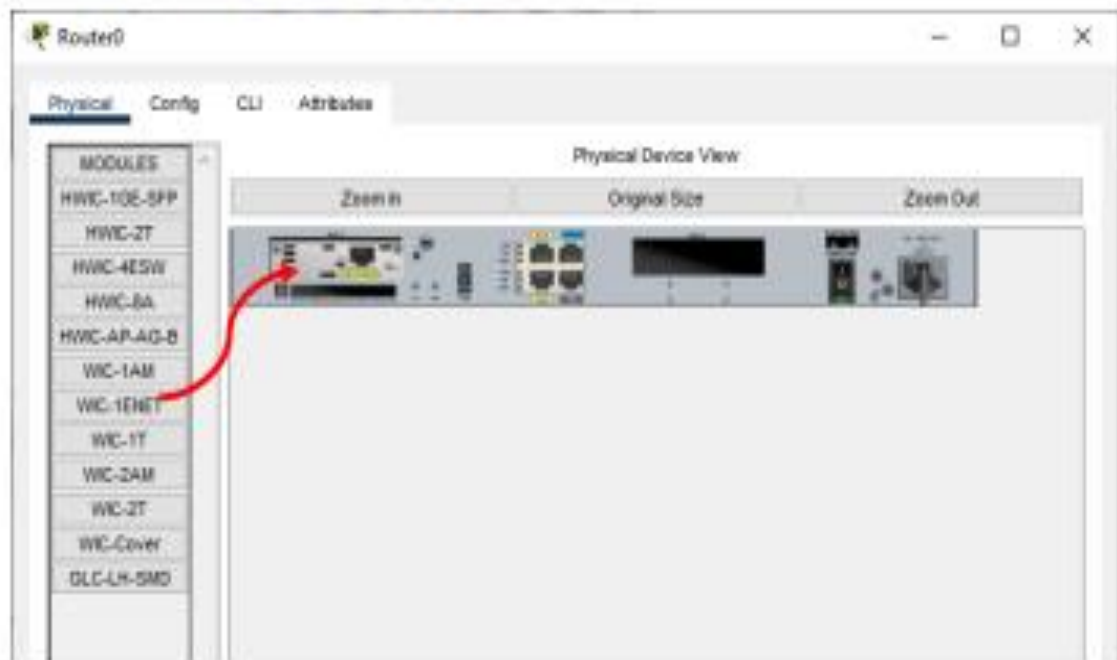 Router0
Physical Config CLI Attributes
MODULES
HWIC-1GE-SFP
HWIC-2T
HWIC-4ESW
HWIC-8A
HWIC-AP-AG-B
WIC-1AM
WIC-1ENET
WIC-1T
WIC-2AM
WIC-2T
WIC-Cover
GLC-LH-SMD
Physical Device View
Zoom In Original Size Zoom Out